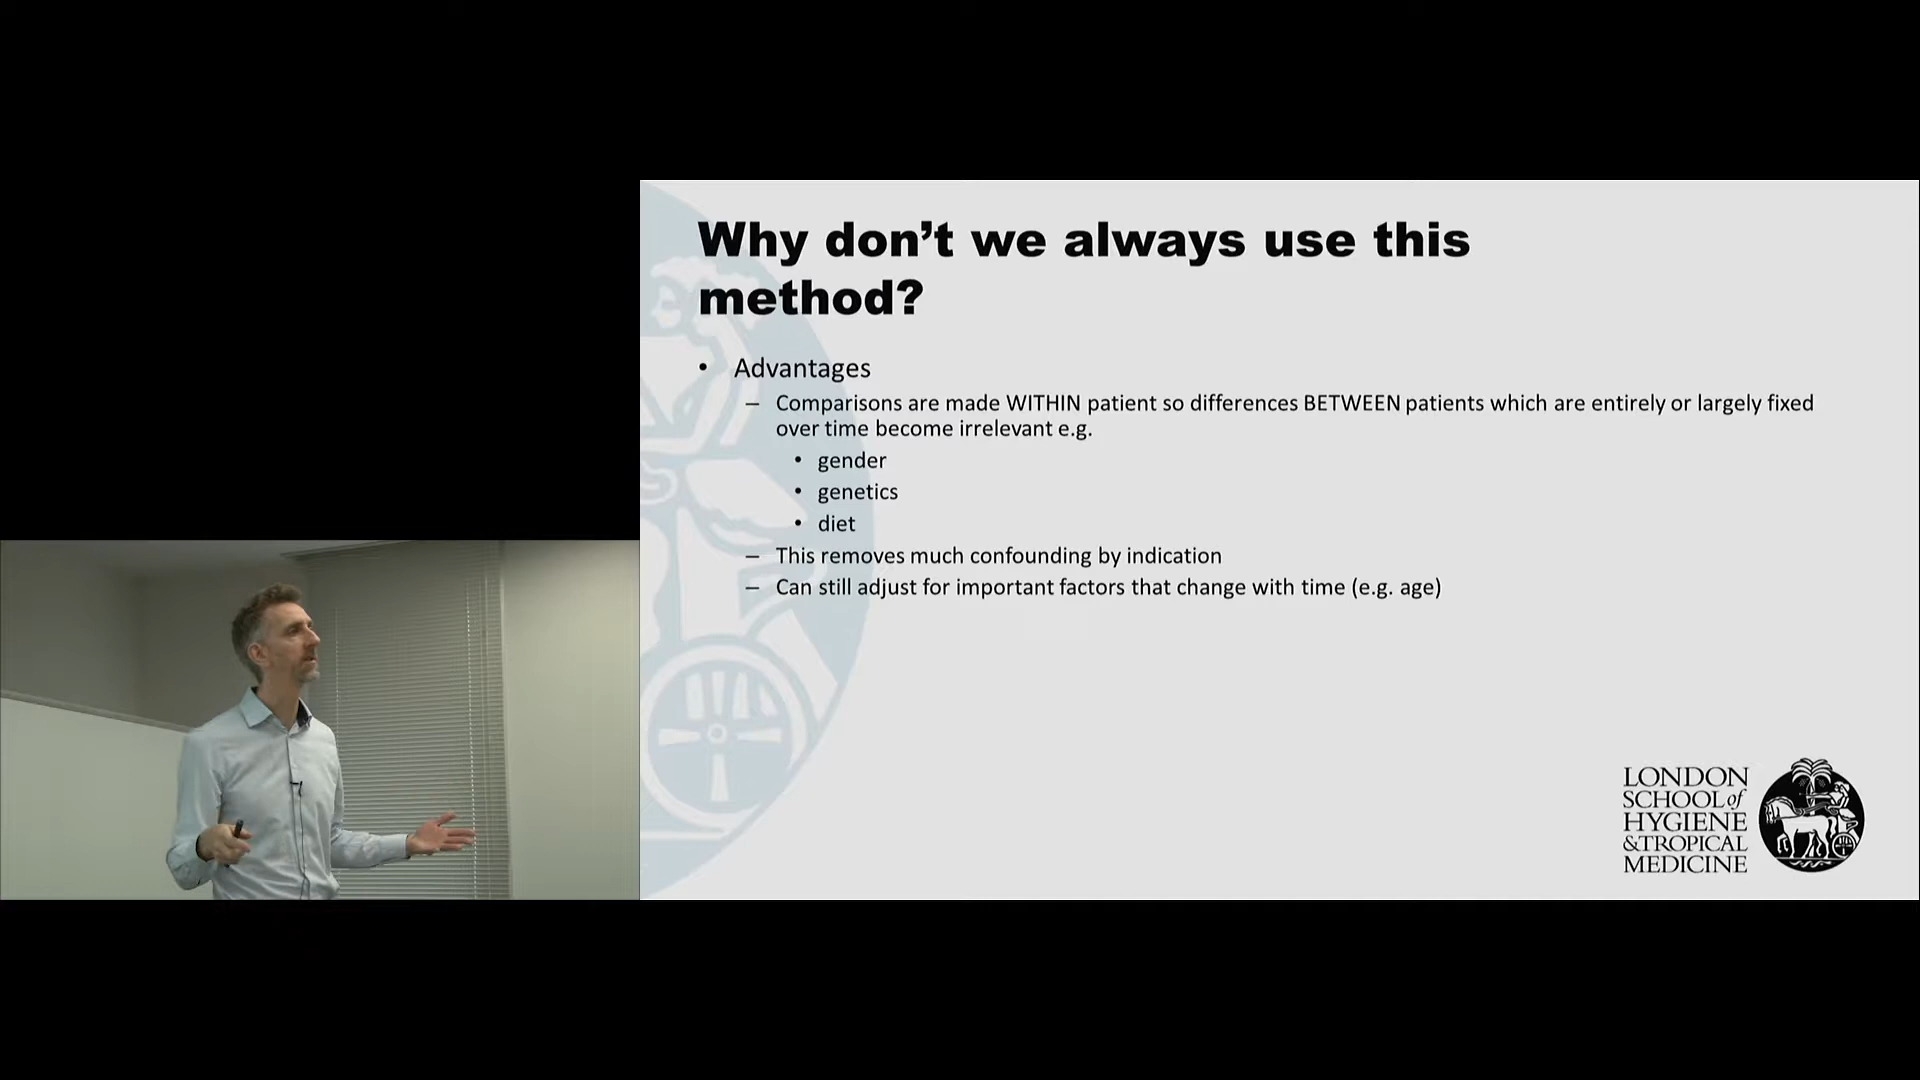 Why don’t we always use this
method?
• Advantages
– Comparisons are made WITHIN patient so differences BETWEEN patients which are entirely or largely fixed
over time become irrelevant e.g.
• gender
• genetics
• diet
– This removes much confounding by indication
– Can still adjust for important factors that change with time (e.g. age)
LONDON
SCHOOL of
HYGIENE
& TROPICAL
MEDICINE